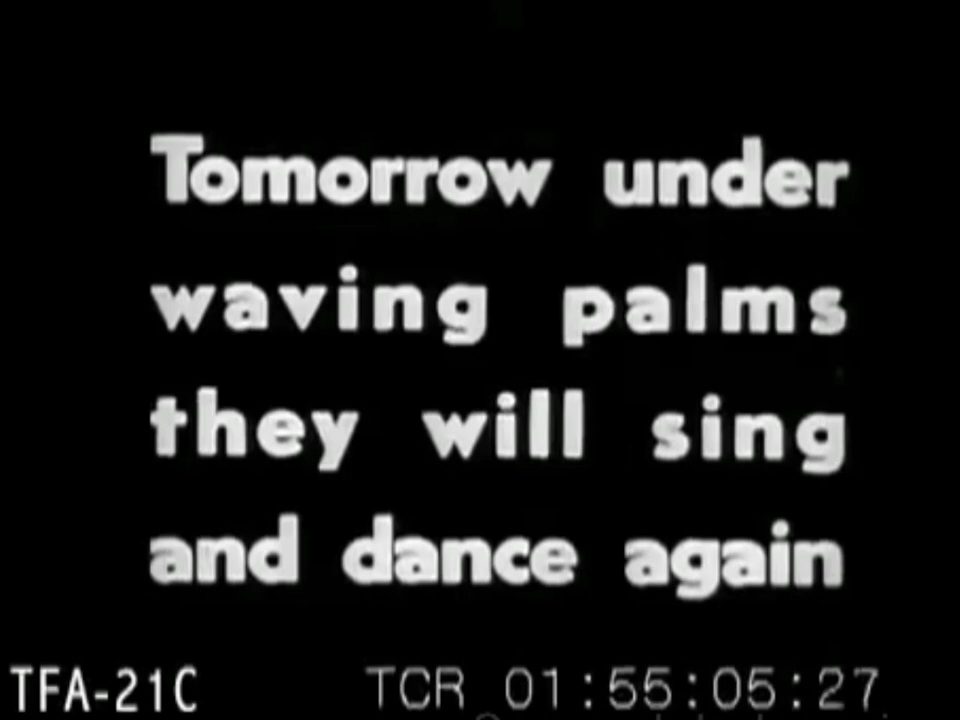 Tomorrow under
waving palms
they will sing
and dance again
TFA-21C TCR 01:55:05:27